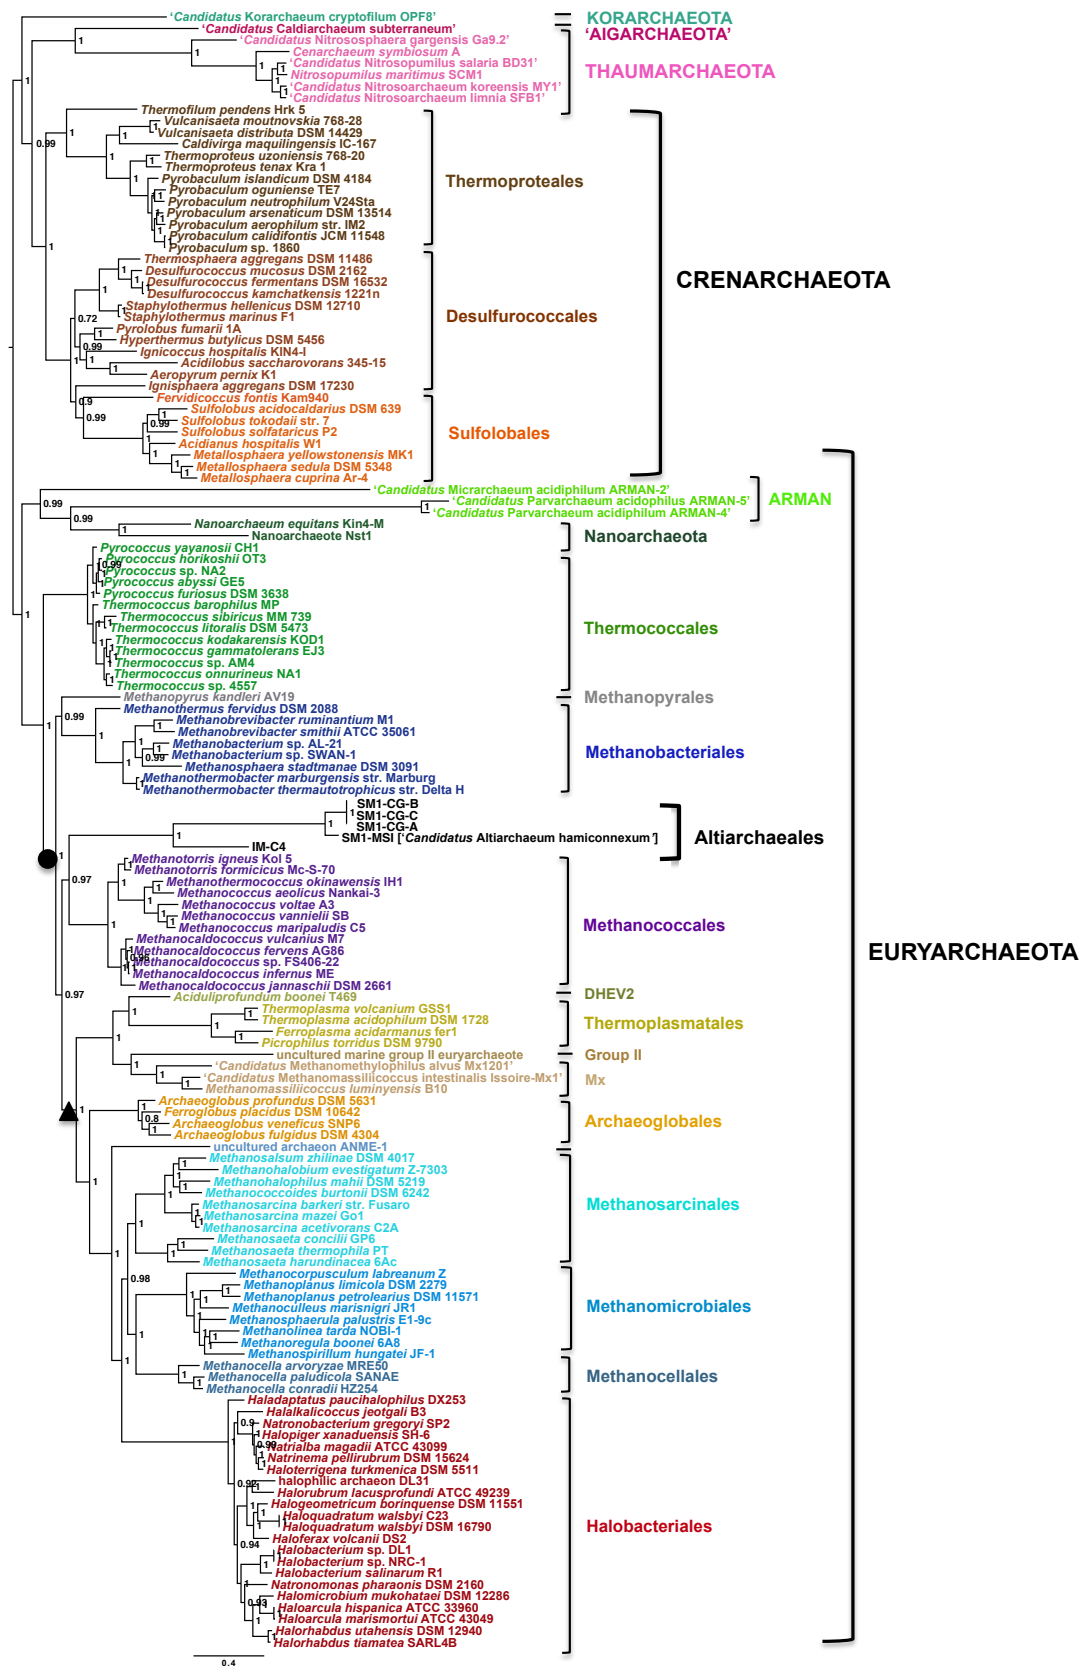 'Candidatus Korarchaeum cryptofilum OPF8'
KORARCHAEOTA
'Candidatus Caldiarchaeum subterraneum'
'AIGARCHAEOTA'
'Candidatus Nitrososphaera gargensis Ga9.2'
Cenarchaeum symbiosum A
'Candidatus Nitrosopumilus salaria BD31'
Nitrosopumilus maritimus SCM1
'Candidatus Nitrosoarchaeum koreensis MY1'
'Candidatus Nitrosoarchaeum limnia SFB1'
THAUMARCHAEOTA
Thermofilum pendens Hrk 5
Vulcanisaeta moutnovskia 768-28
Vulcanisaeta distributa DSM 14429
Caldivirga maquilingensis IC-167
Thermoproteus uzoniensis 768-20
Thermoproteus tenax Kra 1
Pyrobaculum islandicum DSM 4184
Pyrobaculum oguniense TE7
Pyrobaculum neutrophilum V24Sta
Pyrobaculum arsenaticum DSM 13514
Pyrobaculum aerophilum str. IM2
Pyrobaculum calidifontis JCM 11548
Pyrobaculum sp. 1860
Thermoproteales
Thermosphaera aggregans DSM 11486
Desulfurococcus mucosus DSM 2162
Desulfurococcus fermentans DSM 16532
Desulfurococcus kamchatkensis 1221n
Staphylothermus hellenicus DSM 12710
Staphylothermus marinus F1
Pyrolobus fumarii 1A
Hyperthermus butylicus DSM 5456
Ignicoccus hospitalis KIN4-I
Acidilobus saccharovorans 345-15
Aeropyrum pernix K1
Ignisphaera aggregans DSM 17230
Desulfurococcales
CRENARCHAEOTA
Fervidicoccus fontis Kam940
Sulfolobus acidocaldarius DSM 639
Sulfolobus tokodaii str. 7
Sulfolobus solfataricus P2
Acidianus hospitalis W1
Metallosphaera yellowstonensis MK1
Metallosphaera sedula DSM 5348
Metallosphaera cuprina Ar-4
Sulfolobales
'Candidatus Micrarchaeum acidiphilum ARMAN-2'
'Candidatus Parvarchaeum acidophilus ARMAN-5'
'Candidatus Parvarchaeum acidiphilum ARMAN-4'
ARMAN
Nanoarchaeum equitans Kin4-M
Nanoarchaeote Nst1
Nanoarchaeota
Pyrococcus yayanosii CH1
Pyrococcus horikoshii OT3
Pyrococcus sp. NA2
Pyrococcus abyssi GE5
Pyrococcus furiosus DSM 3638
Thermococcus barophilus MP
Thermococcus sibiricus MM 739
Thermococcus litoralis DSM 5473
Thermococcus kodakarensis KOD1
Thermococcus gammatolerans EJ3
Thermococcus sp. AM4
Thermococcus onnurineus NA1
Thermococcus sp. 4557
Thermococcales
Methanopyrus kandleri AV19
Methanopyrales
Methanothermus fervidus DSM 2088
Methanobrevibacter ruminantium M1
Methanobrevibacter smithii ATCC 35061
Methanobacterium sp. AL-21
Methanobacterium sp. SWAN-1
Methanosphaera stadtmanae DSM 3091
Methanothermobacter marburgensis str. Marburg
Methanothermobacter thermautotrophicus str. Delta H
Methanobacteriales
SM1-CG-B
SM1-CG-C
SM1-CG-A
SM1-MSI ['Candidatus Altiarchaeum hamiconnexum']
IM-C4
Altiarchaeales
Methanotorris igneus Kol 5
Methanotorris formicicus Mc-S-70
Methanothermococcus okinawensis IH1
Methanococcus aeolicus Nankai-3
Methanococcus voltae A3
Methanococcus vannielii SB
Methanococcus maripaludis C5
Methanocaldococcus vulcanius M7
Methanocaldococcus fervens AG86
Methanocaldococcus sp. FS406-22
Methanocaldococcus infernus ME
Methanocaldococcus jannaschii DSM 2661
Methanococcales
EURYARCHAEOTA
Aciduliprofundum boonei T469
DHEV2
Thermoplasma volcanium GSS1
Thermoplasma acidophilum DSM 1728
Ferroplasma acidarmanus fer1
Picrophilus torridus DSM 9790
Thermoplasmatales
uncultured marine group II euryarchaeote
Group II
'Candidatus Methanomethylophilus alvus Mx1201'
'Candidatus Methanomassiliicoccus intestinalis Issoire-Mx1'
Methanomassiliicoccus luminyensis B10
Mx
Archaeoglobus profundus DSM 5631
Ferroglobus placidus DSM 10642
Archaeoglobus veneficus SNP6
Archaeoglobus fulgidus DSM 4304
Archaeoglobales
uncultured archaeon ANME-1
Methanosalsum zhilinae DSM 4017
Methanohalobium evestigatum Z-7303
Methanohalophilus mahii DSM 5219
Methanococcoides burtonii DSM 6242
Methanosarcina barkeri str. Fusaro
Methanosarcina mazei Go1
Methanosarcina acetivorans C2A
Methanosaeta concilii GP6
Methanosaeta thermophila PT
Methanosaeta harundinacea 6Ac
Methanosarcinales
Methanocorpusculum labreanum Z
Methanoplanus limicola DSM 2279
Methanoplanus petrolearius DSM 11571
Methanoculleus marisnigri JR1
Methanosphaerula palustris E1-9c
Methanolinea tarda NOBI-1
Methanoregula boonei 6A8
Methanospirillum hungatei JF-1
Methanomicrobiales
Methanocella arvoryzae MRE50
Methanocella paludicola SANAE
Methanocella conradii HZ254
Methanocellales
Haladaptatus paucihalophilus DX253
Halalkalicoccus jeotgali B3
Natronobacterium gregoryi SP2
Halopiger xanaduensis SH-6
Natrialba magadii ATCC 43099
Natrinema pellirubrum DSM 15624
Haloterrigena turkmenica DSM 5511
halophilic archaeon DL31
Halorubrum lacusprofundi ATCC 49239
Halogeometricum borinquense DSM 11551
Haloquadratum walsbyi C23
Haloquadratum walsbyi DSM 16790
Haloferax volcanii DS2
Halobacterium sp. DL1
Halobacterium sp. NRC-1
Halobacterium salinarum R1
Natronomonas pharaonis DSM 2160
Halomicrobium mukohataei DSM 12286
Haloarcula hispanica ATCC 33960
Haloarcula marismortui ATCC 43049
Halorhabdus utahensis DSM 12940
Halorhabdus tiamatea SARL4B
Halobacteriales
0.4